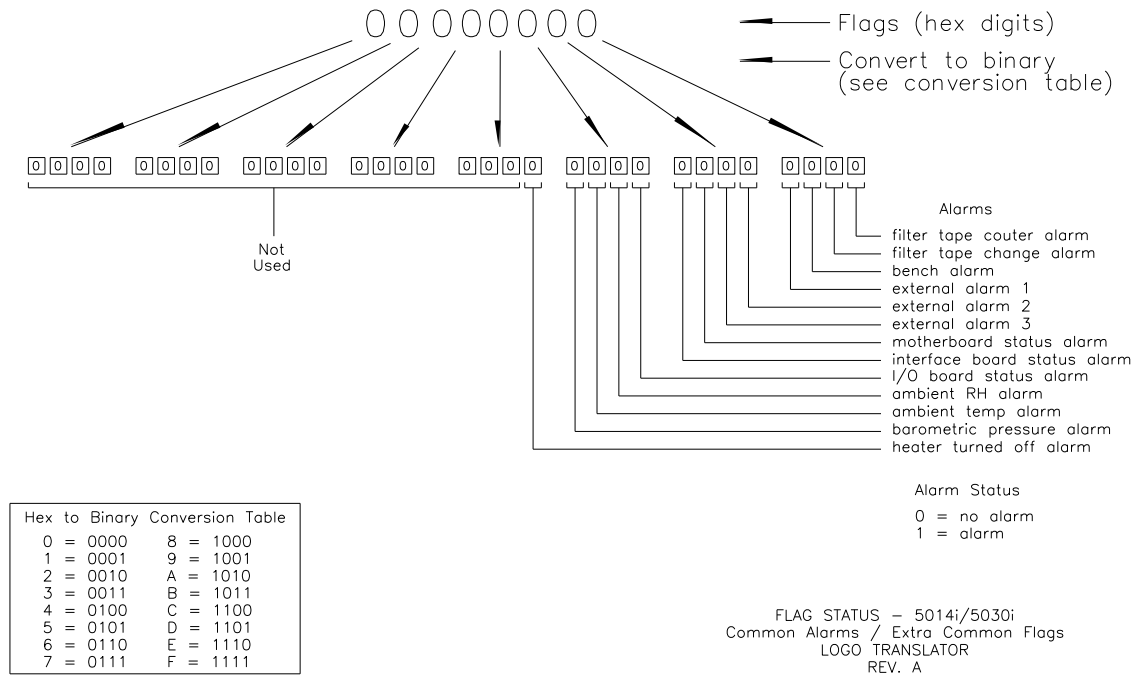 00000000
Flags (hex digits)
Convert to binary
(see conversion table)
0000 0000 0000 0000 0000 0000 0000 0000
Not
Used
Alarms
filter tape couter alarm
filter tape change alarm
bench alarm
external alarm 1
external alarm 2
external alarm 3
motherboard status alarm
interface board status alarm
I/O board status alarm
ambient RH alarm
ambient temp alarm
barometric pressure alarm
heater turned off alarm
Alarm Status
0 = no alarm
1 = alarm
Hex to Binary Conversion Table
0 = 0000 8 = 1000
1 = 0001 9 = 1001
2 = 0010 A = 1010
3 = 0011 B = 1011
4 = 0100 C = 1100
5 = 0101 D = 1101
6 = 0110 E = 1110
7 = 0111 F = 1111
FLAG STATUS – 5014i/5030i
Common Alarms / Extra Common Flags
LOGO TRANSLATOR
REV. A